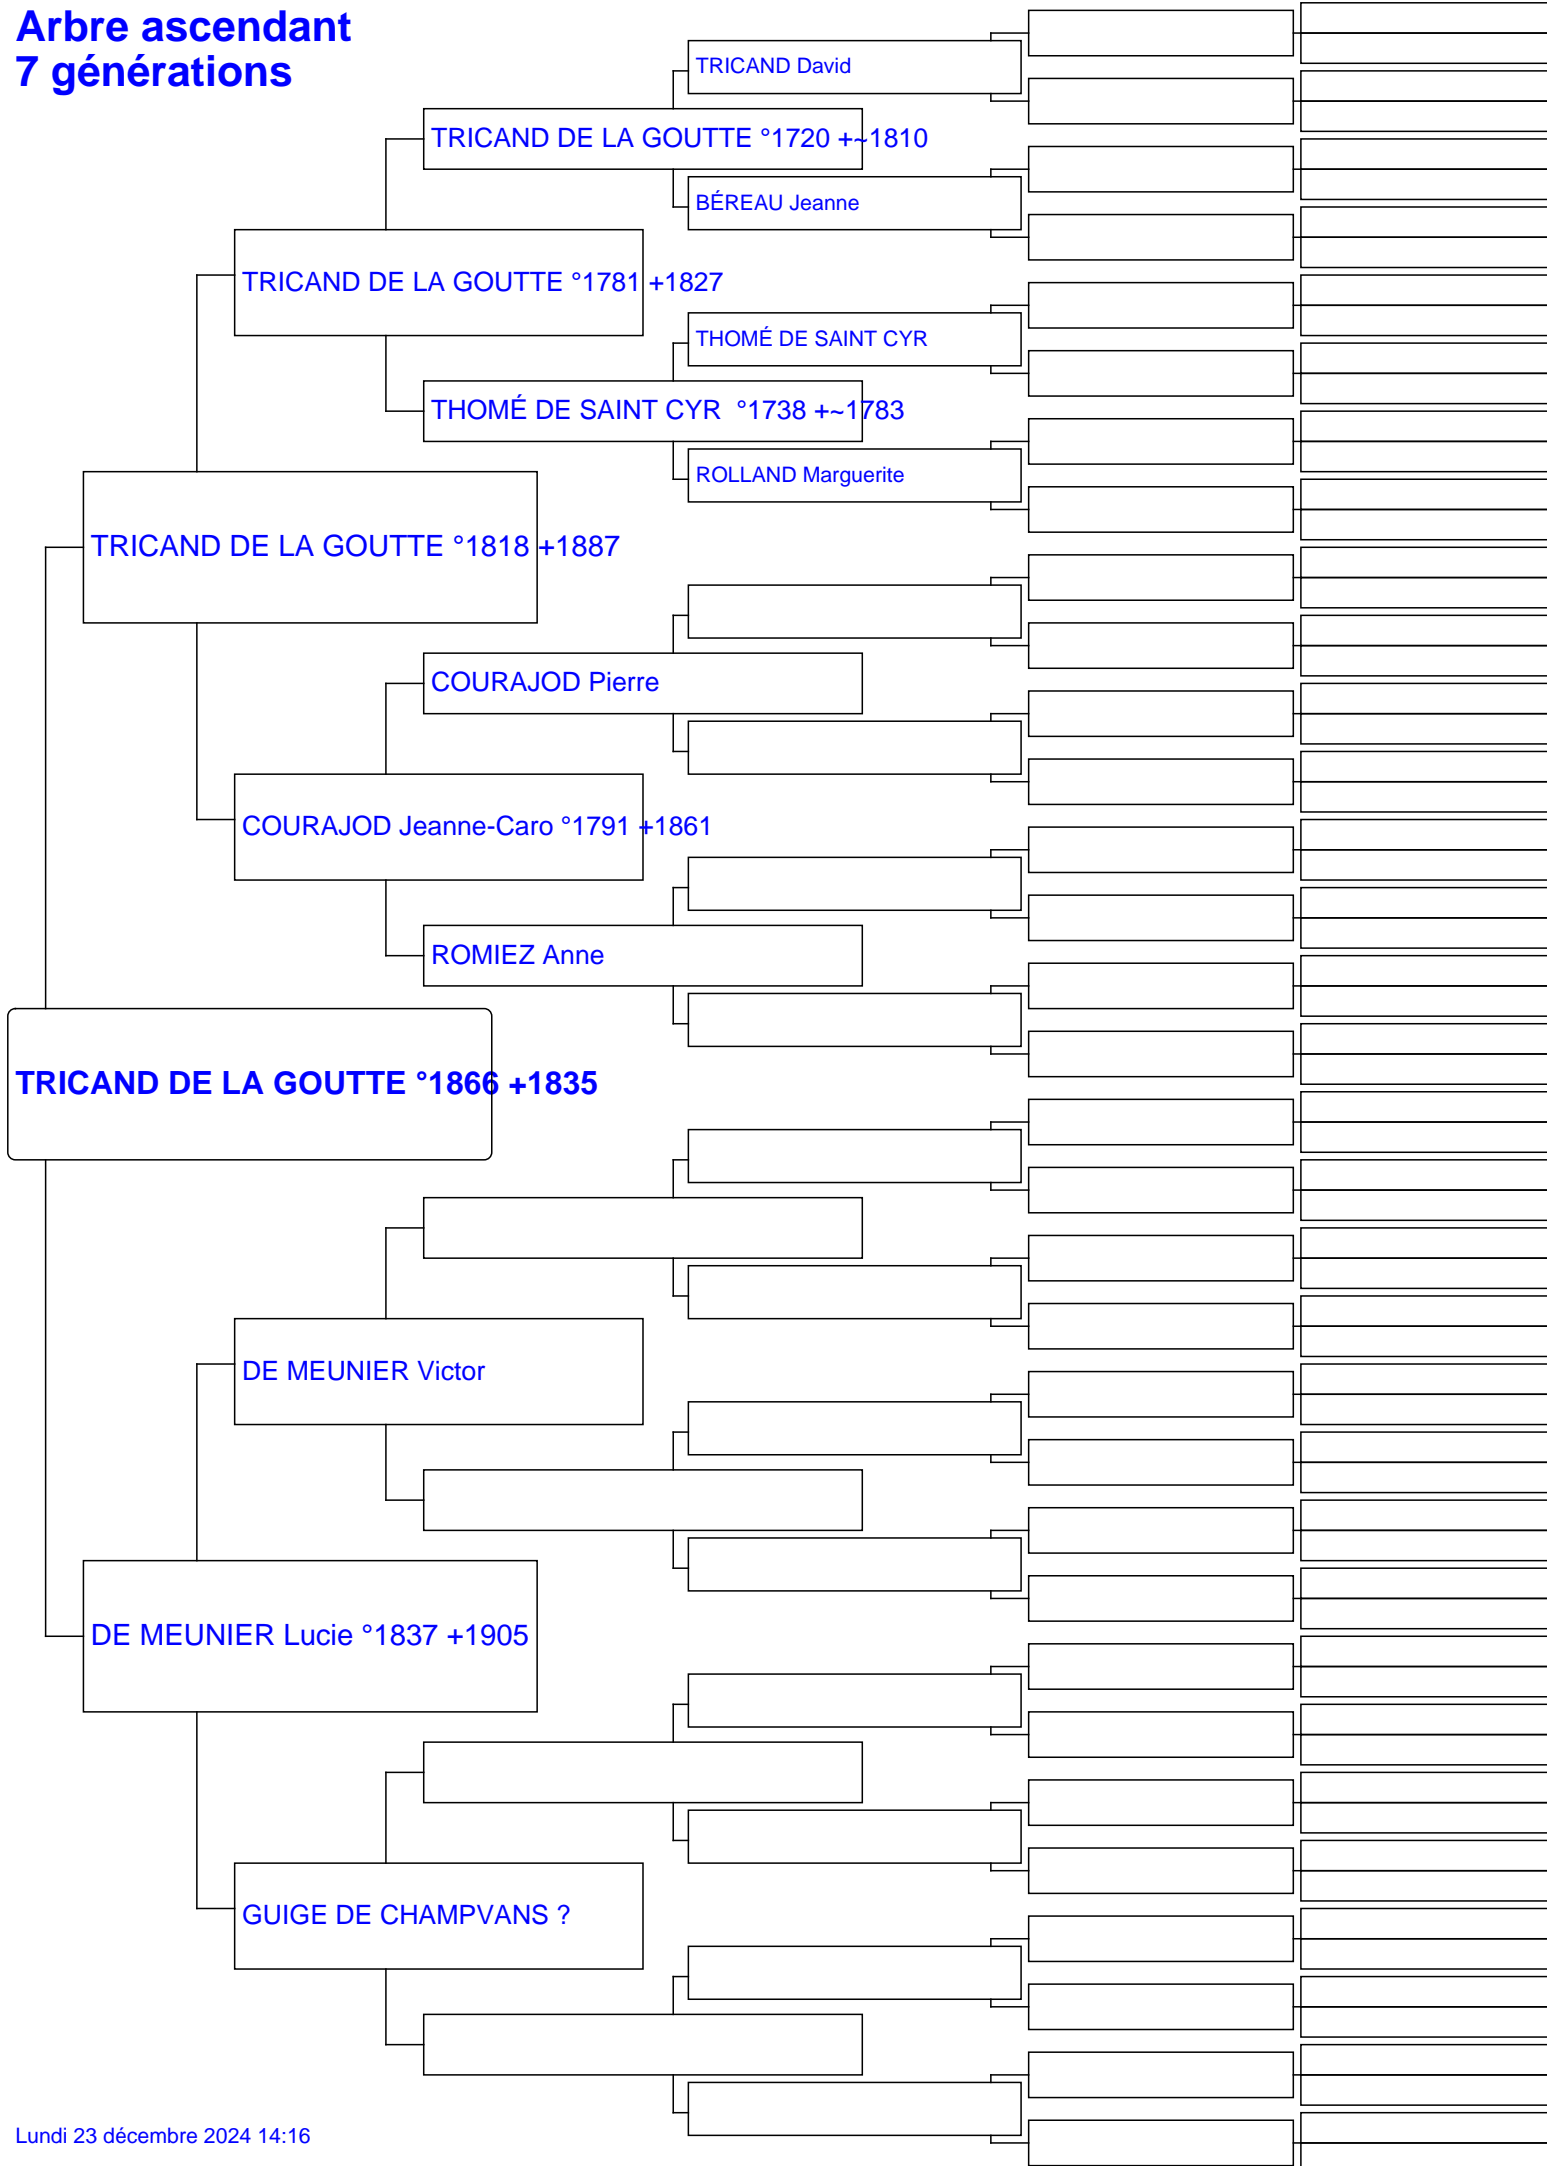 Arbre ascendant
7 générations
TRICAND David
TRICAND DE LA GOUTTE °1720 +~1810
BÉREAU Jeanne
TRICAND DE LA GOUTTE °1781 +1827
THOMÉ DE SAINT CYR
THOMÉ DE SAINT CYR  °1738 +~1783
ROLLAND Marguerite
TRICAND DE LA GOUTTE °1818 +1887
COURAJOD Pierre
COURAJOD Jeanne-Caro °1791 +1861
ROMIEZ Anne
TRICAND DE LA GOUTTE °1866 +1835
DE MEUNIER Victor
DE MEUNIER Lucie °1837 +1905
GUIGE DE CHAMPVANS ?
Lundi 23 décembre 2024 14:16